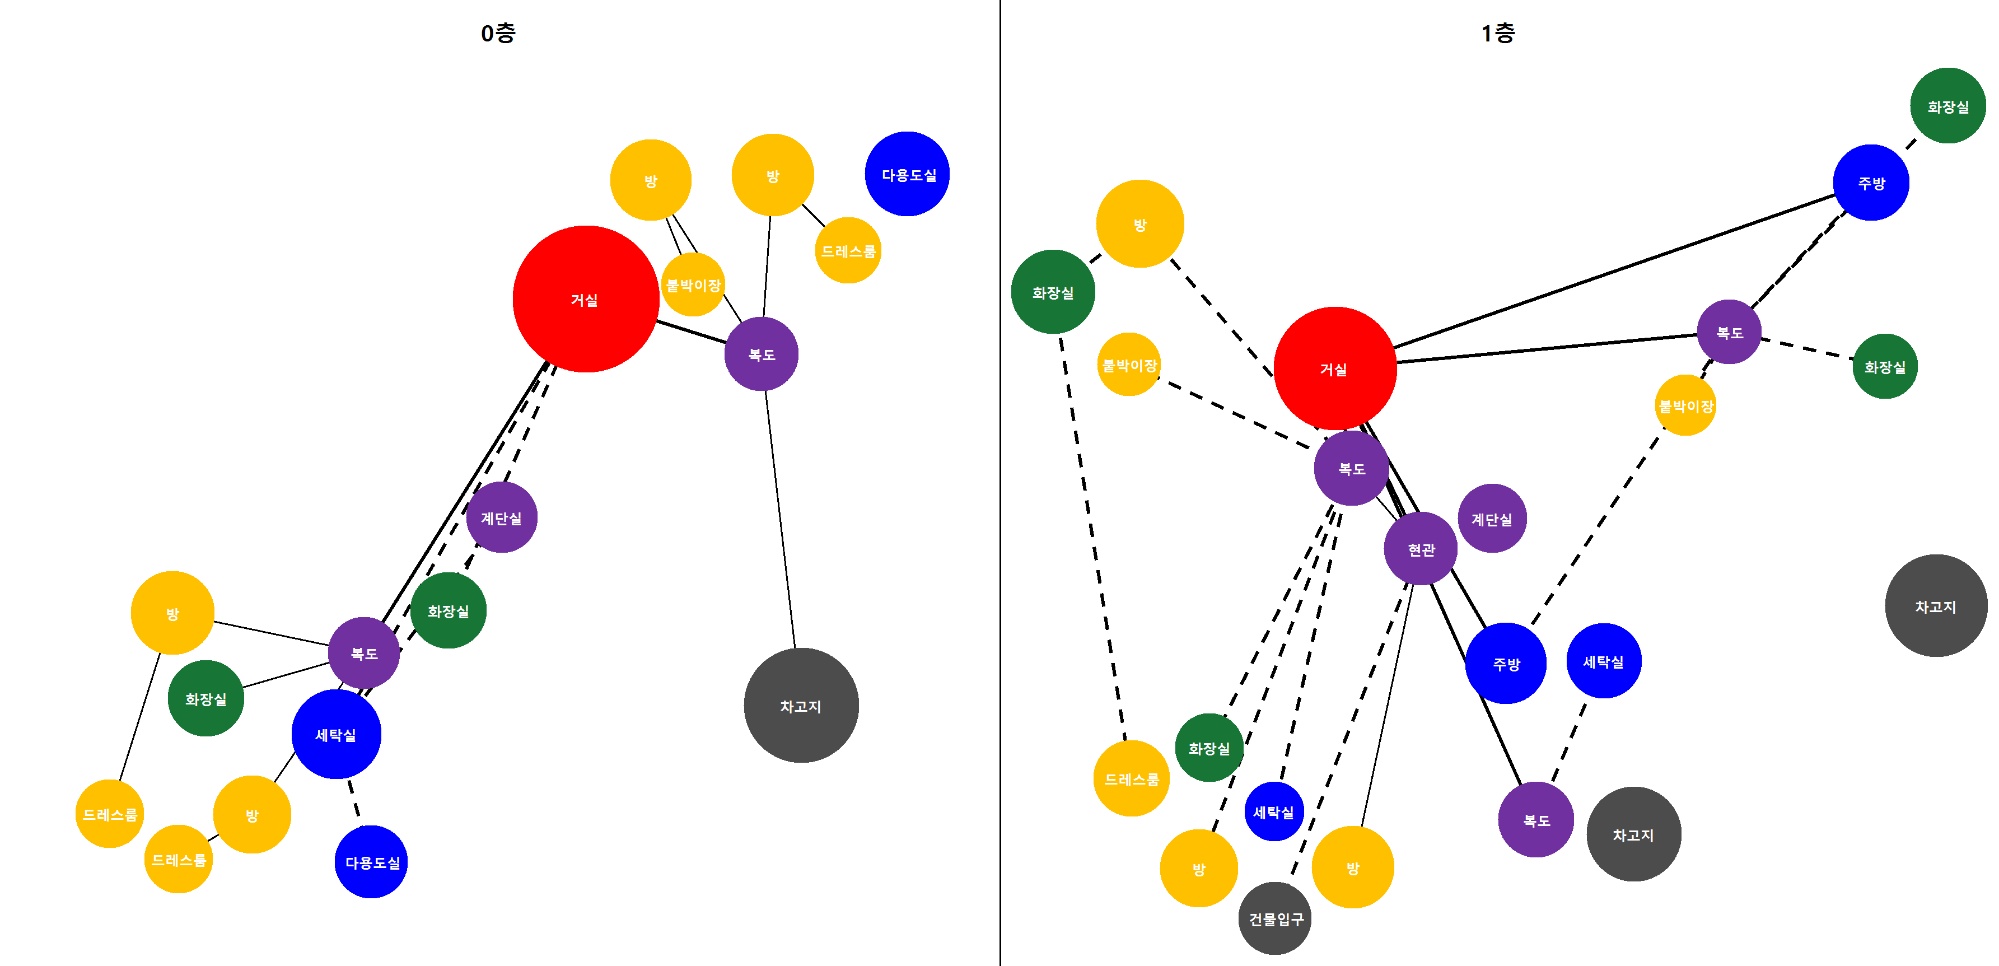 0층
방
방
다용도실
드레스룸
붙박이장
거실
복도
계단실
방
화장실
복도
화장실
차고지
세탁실
드레스룸
방
드레스룸
다용도실
1층
화장실
주방
방
화장실
복도
붙박이장
거실
화장실
붙박이장
복도
계단실
현관
차고지
주방
세탁실
화장실
드레스룸
세탁실
복도
차고지
방
방
건물입구